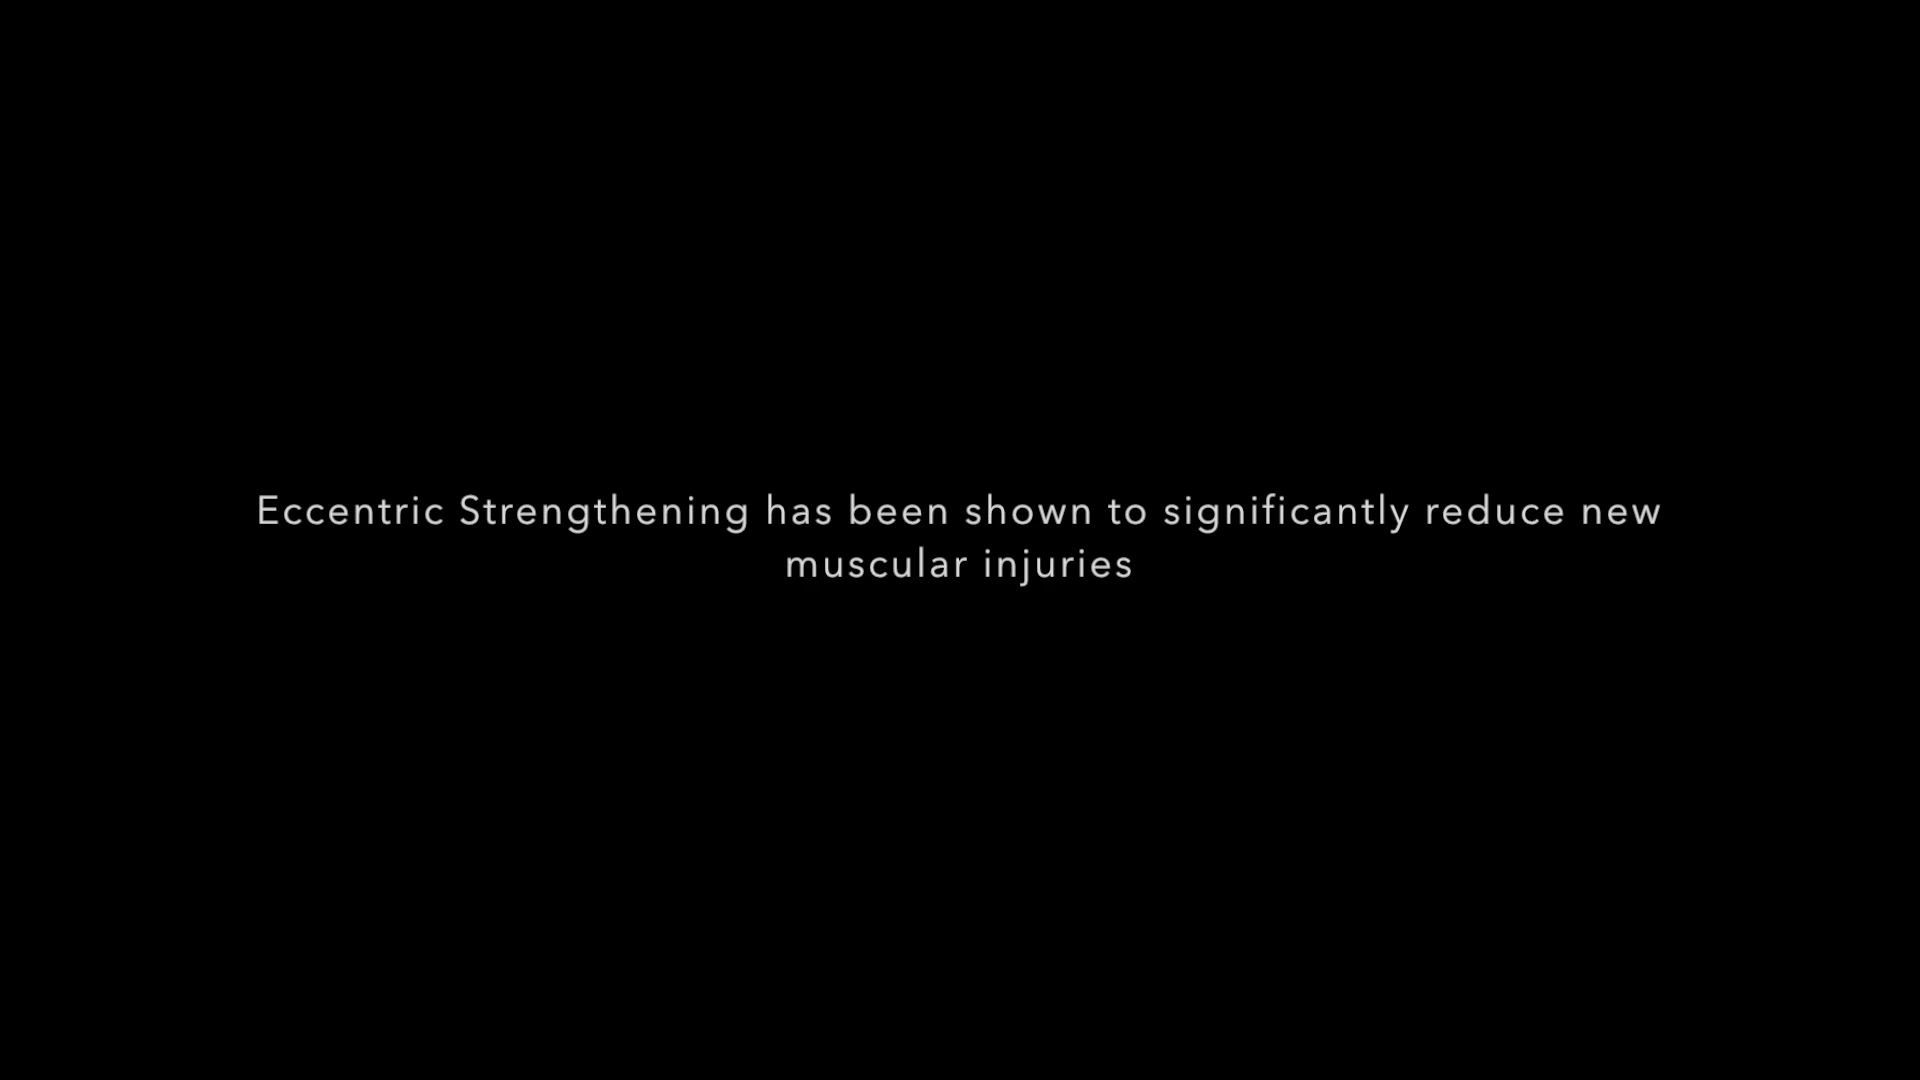 Eccentric Strengthening has been shown to significantly reduce new
muscular injuries